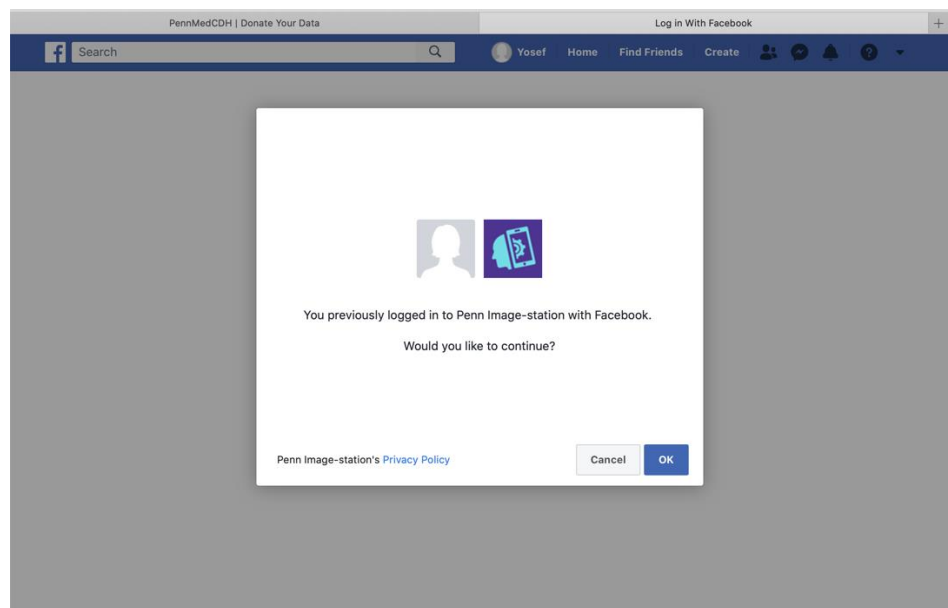 PennMedCDH | Donate Your Data
Log in With Facebook
+
f
Search
Yosef Home Find Friends Create
?
You previously logged in to Penn Image-station with Facebook.
Would you like to continue?
Penn Image-station's Privacy Policy
Cancel
OK